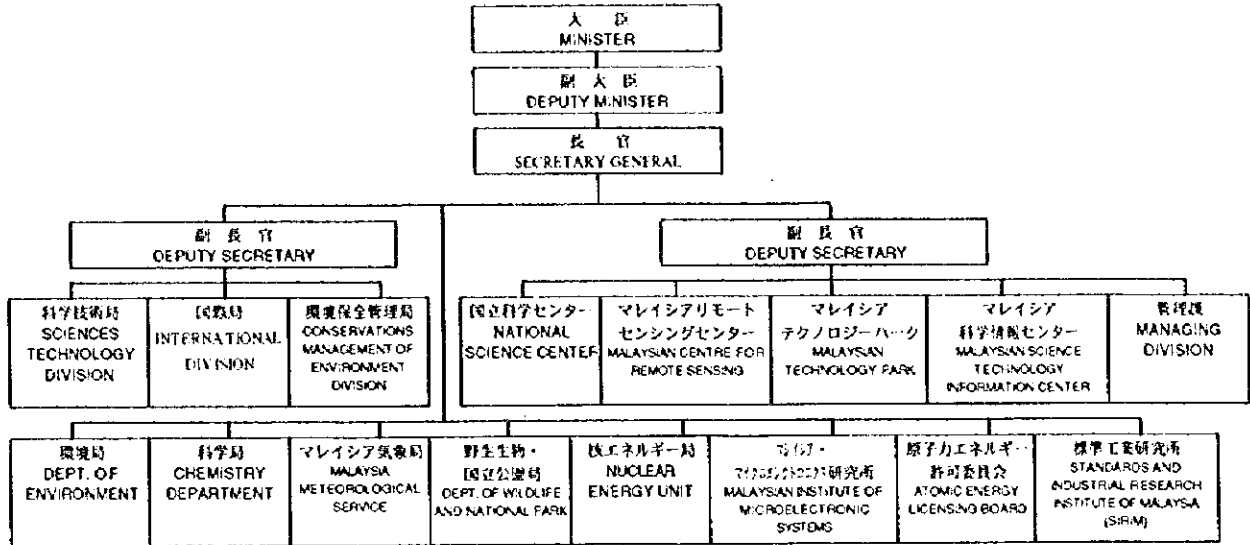 大 臣
MINISTER
副 大 臣
DEPUTY MINISTER
長 官
SECRETARY GENERAL
副 長 官
DEPUTY SECRETARY
副 長 官
DEPUTY SECRETARY
科学技術局
SCIENCES
TECHNOLOGY
DIVISION
国際局
INTERNATIONAL
DIVISION
環境保全管理局
CONSERVATIONS
MANAGEMENT OF
ENVIRONMENT
DIVISION
国立科学センター
NATIONAL
SCIENCE CENTER
マレイシアリモート
センシングセンター
MALAYSIAN CENTRE FOR
REMOTE SENSING
マレイシア
テクノロジーパーク
MALAYSIAN
TECHNOLOGY PARK
マレイシア
科学情報センター
MALAYSIAN SCIENCE
TECHNOLOGY
INFORMATION CENTER
管理課
MANAGING
DIVISION
環境局
DEPT. OF
ENVIRONMENT
科学局
CHEMISTRY
DEPARTMENT
マレイシア気象局
MALAYSIA
METEOROLOGICAL
SERVICE
野生生物・
国立公園局
DEPT. OF WILDLIFE
AND NATIONAL PARK
核エネルギー局
NUCLEAR
ENERGY UNIT
研究所
MALAYSIAN INSTITUTE OF
MICROELECTRONIC
SYSTEMS
原子力エネルギー
許可委員会
ATOMIC ENERGY
LICENSING BOARD
標準工業研究所
STANDARDS AND
INDUSTRIAL RESEARCH
INSTITUTE OF MALAYSIA
(SIRIM)